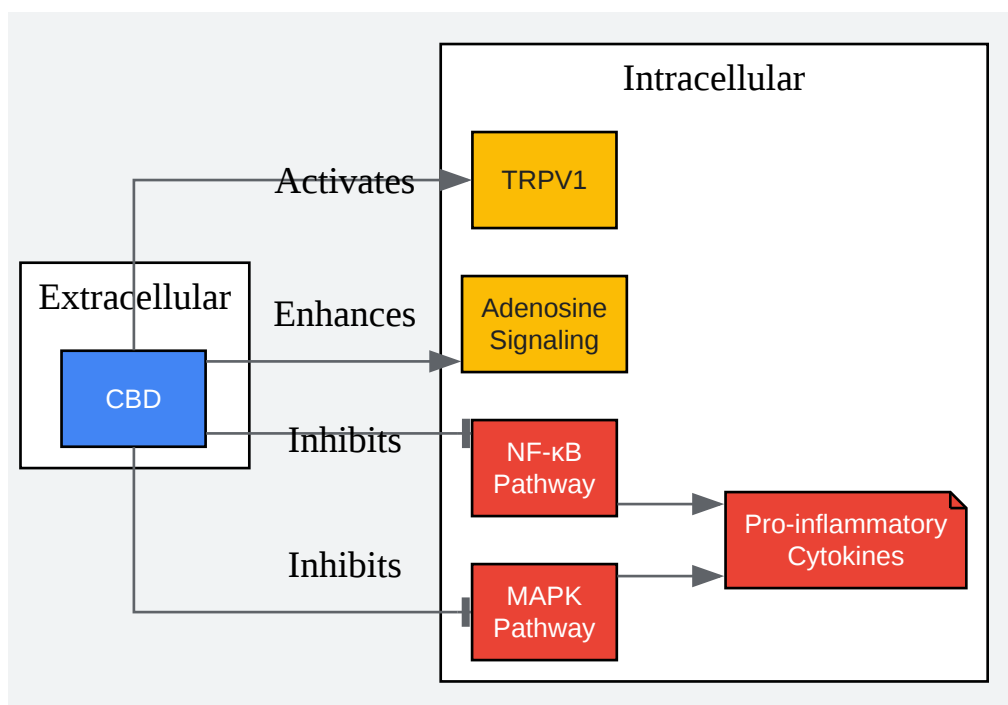 Intracellular
Activates
TRPV1
Extracellular
CBD
Enhances
Adenosine
Signaling
Inhibits
NF-κB
Pathway
Pro-inflammatory
Cytokines
Inhibits
MAPK
Pathway